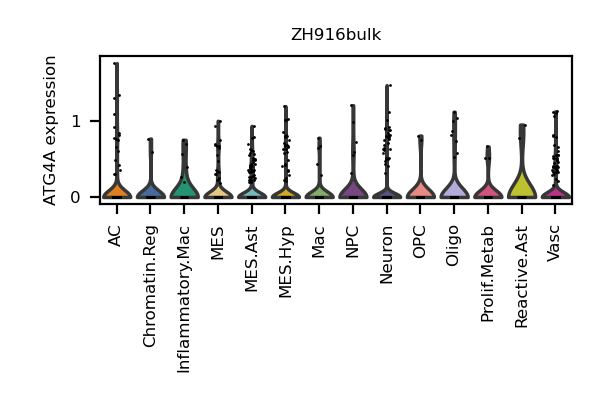 ZH916bulk
ATG4A expression
1
0
AC
Chromatin.Reg
Inflammatory.Mac
MES
MES.Ast
MES.Hyp
Mac
NPC
Neuron
OPC
Oligo
Prolif.Metab
Reactive.Ast
Vasc